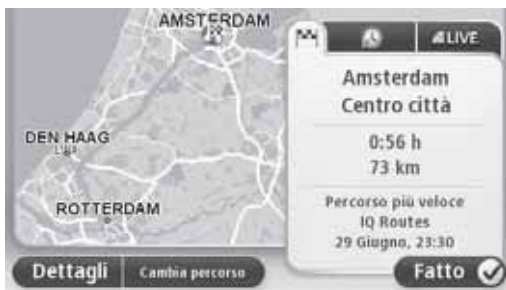 AMSTERDAM
DEN HAAG
ROTTERDAM
LIVE
Amsterdam
Centro città
0:56 h
73 km
Percorso più veloce
IQ Routes
29 Giugno, 23:30
Dettagli
Cambia percorso
Fatto